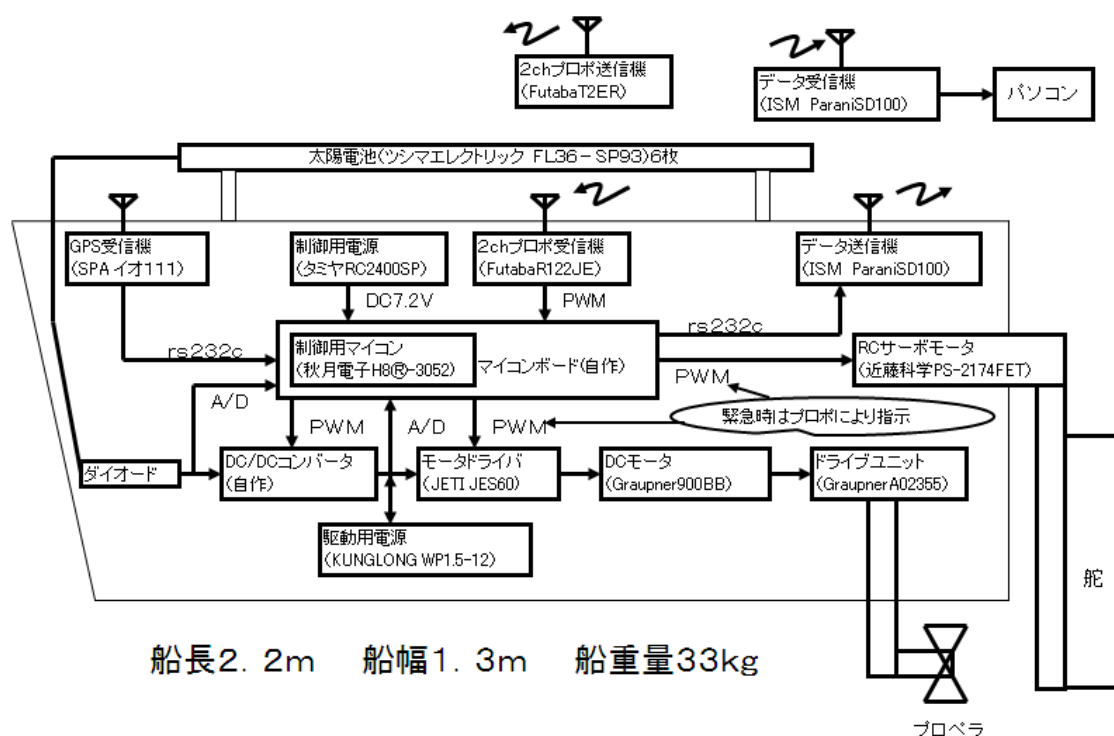 2chプロポ送信機
(FutabaT2ER)
データ受信機
(ISM ParaniSD100)
パソコン
太陽電池(ツシマエレクトリック FL36-SP93)6枚
GPS受信機
(SPA イオ111)
制御用電源
(タミヤRC2400SP)
2chプロポ受信機
(FutabaR122JE)
データ送信機
(ISM ParaniSD100)
DC7.2V
PWM
rs232c
rs232c
制御用マイコン
(秋月電子H8Ⓡ-3052)
マイコンボード(自作)
RCサーボモータ
(近藤科学PS-2174FET)
A/D
PWM
緊急時はプロポにより指示
PWM
A/D
PWM
ダイオード
DC/DCコンバータ
(自作)
モータドライバ
(JETI JES60)
DCモータ
(Graupner900BB)
ドライブユニット
(GraupnerA02355)
駆動用電源
(KUNGLONG WP1.5-12)
舵
船長2.2m 船幅1.3m 船重量33kg
プロペラ